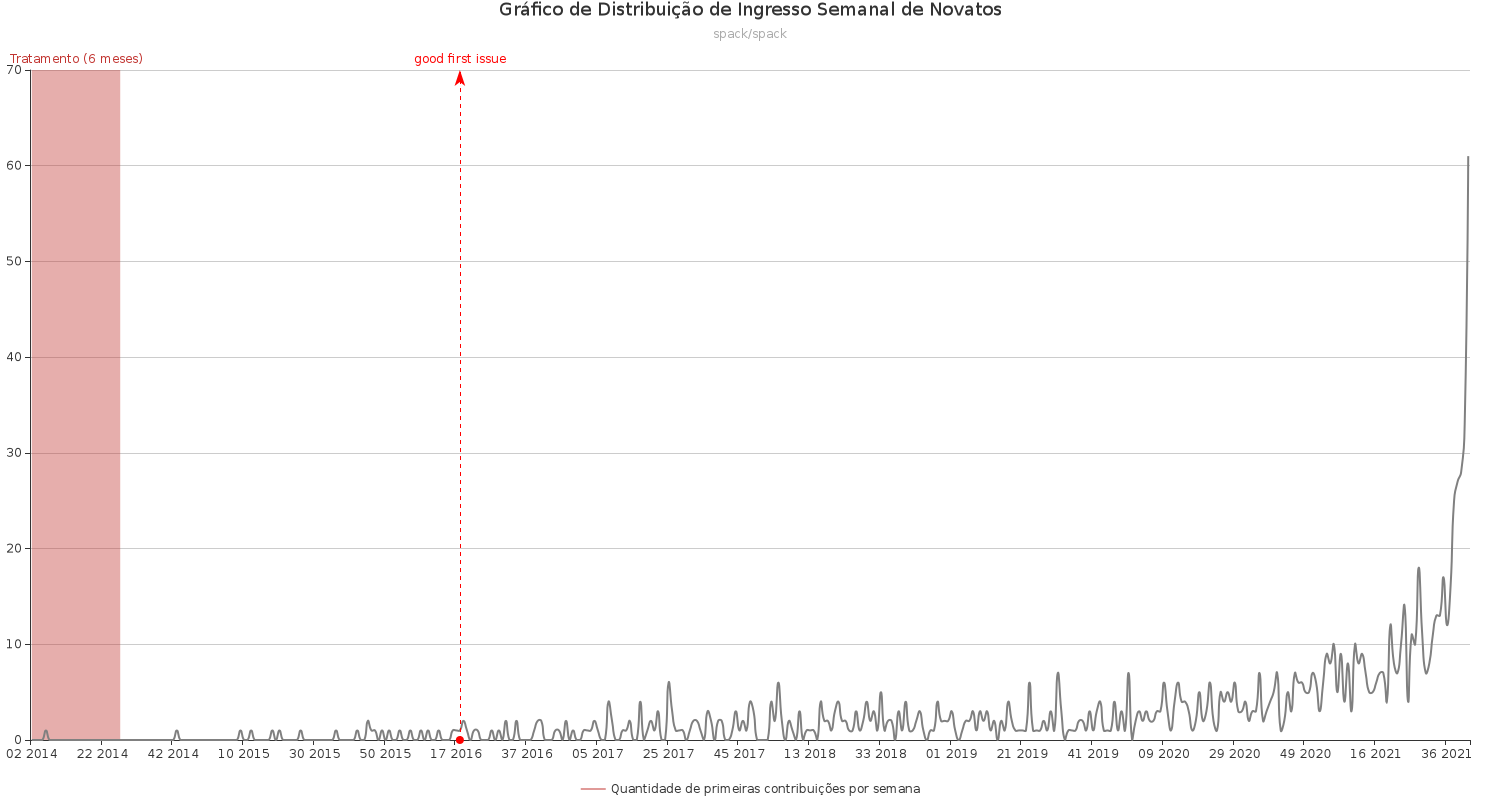 Gráfico de Distribuição de Ingresso Semanal de Novatos
spack/spack
Tratamento (6 meses)
good first issue
70
60
50
40
30
20
10
0
02 2014 22 2014 42 2014 10 2015 30 2015 50 2015 17 2016 37 2016 05 2017 25 2017 45 2017 13 2018 33 2018 01 2019 21 2019 41 2019 09 2020 29 2020 49 2020 16 2021 36 2021
Quantidade de primeiras contribuições por semana